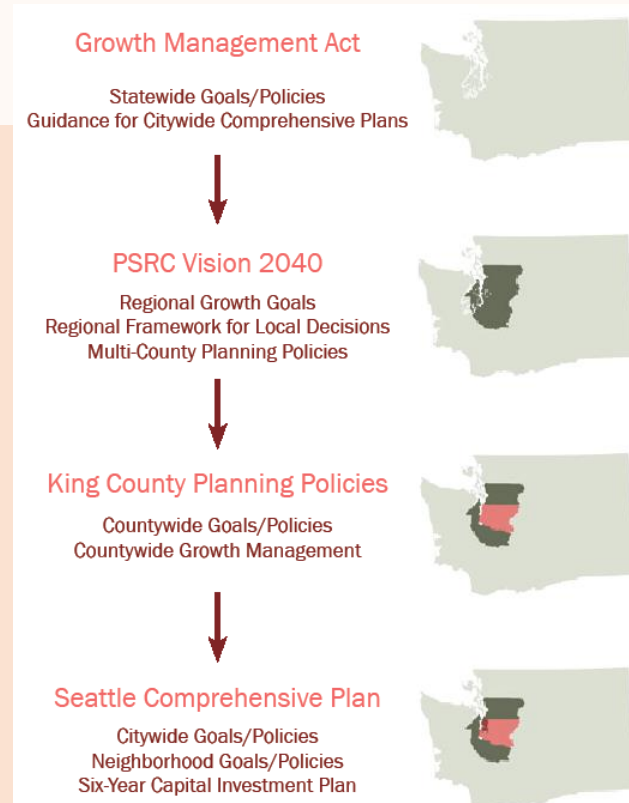 Growth Management Act
Statewide Goals/Policies
Guidance for Citywide Comprehensive Plans
PSRC Vision 2040
Regional Growth Goals
Regional Framework for Local Decisions
Multi-County Planning Policies
King County Planning Policies
Countywide Goals/Policies
Countywide Growth Management
Seattle Comprehensive Plan
Citywide Goals/Policies
Neighborhood Goals/Policies
Six-Year Capital Investment Plan